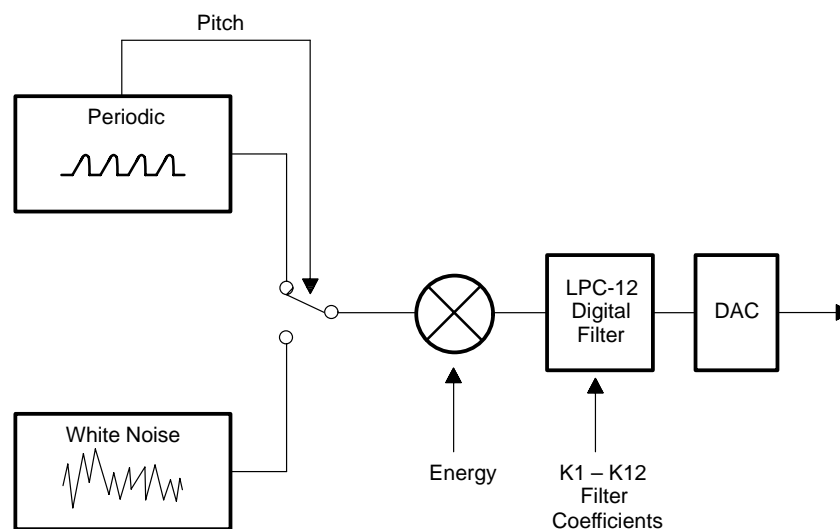 Pitch
Periodic
White Noise
Energy
LPC-12
Digital
Filter
K1 – K12
Filter
Coefficients
DAC